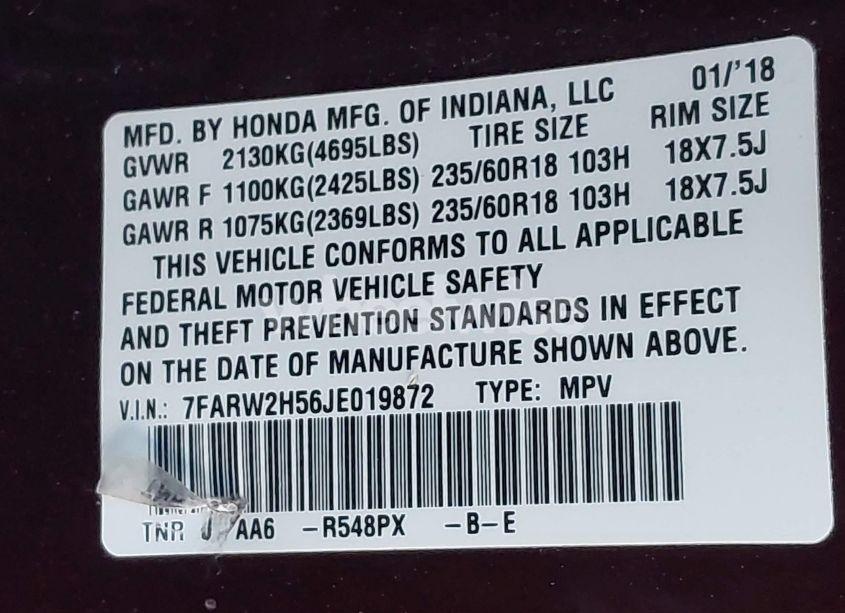 MFD. BY HONDA MFG. OF INDIANA, LLC 01/'18
GVWR 2130KG(4695LBS) TIRE SIZE RIM SIZE
GAWR F 1100KG(2425LBS) 235/60R18 103H 18X7.5J
GAWR R 1075KG(2369LBS) 235/60R18 103H 18X7.5J
THIS VEHICLE CONFORMS TO ALL APPLICABLE
FEDERAL MOTOR VEHICLE SAFETY
AND THEFT PREVENTION STANDARDS IN EFFECT
ON THE DATE OF MANUFACTURE SHOWN ABOVE.
V.I.N.: 7FARW2H56JE019872 TYPE: MPV
TNR AA6 -R548PX -B-E